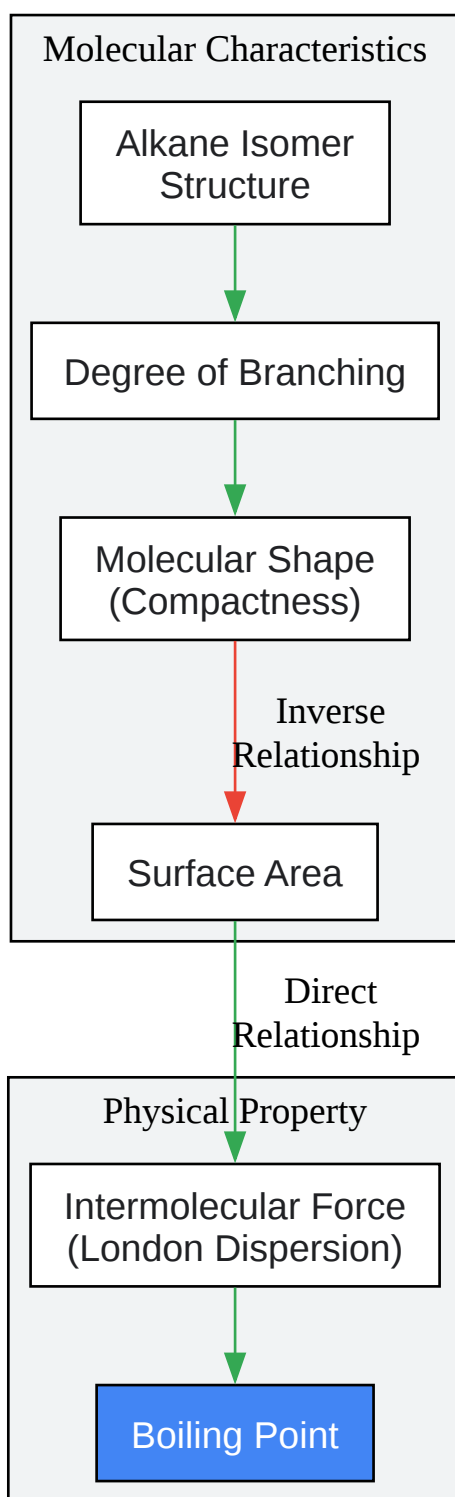 Molecular Characteristics
Alkane Isomer
Structure
Degree of Branching
Molecular Shape
(Compactness)
Inverse
Relationship
Surface Area
Direct
Relationship
Physical Property
Intermolecular Force
(London Dispersion)
Boiling Point